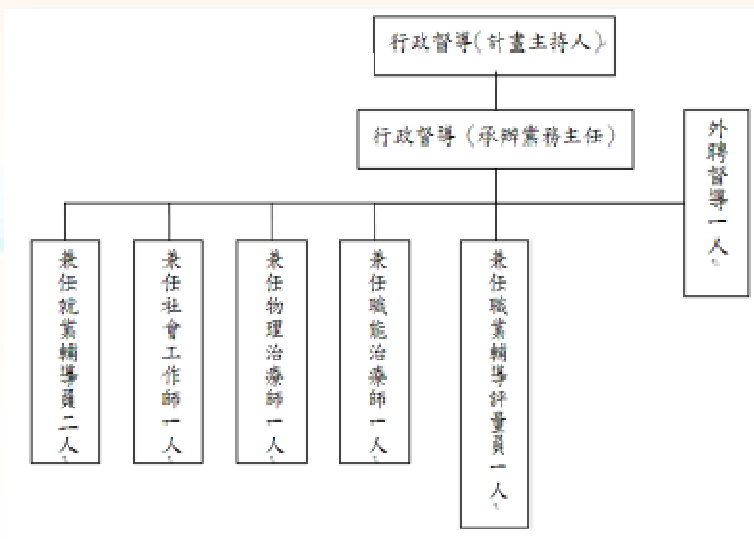 行政督導(計畫主持人)
行政督導（承辦業務主任）
外聘督導一人、
兼任就業輔導員二人、
兼任社會工作師一人、
兼任物理治療師一人、
兼任職能治療師一人、
兼任職業輔導評量員一人、